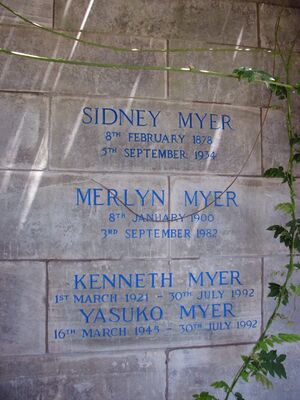 SIDNEY MYER
8TH FEBRUARY 1878
5TH SEPTEMBER 1934
MERLYN MYER
8TH JANUARY 1900
3RD SEPTEMBER 1982
KENNETH MYER
1ST MARCH 1921 - 30TH JULY 1992
YASUKO MYER
16TH MARCH 1945 - 30TH JULY 1992